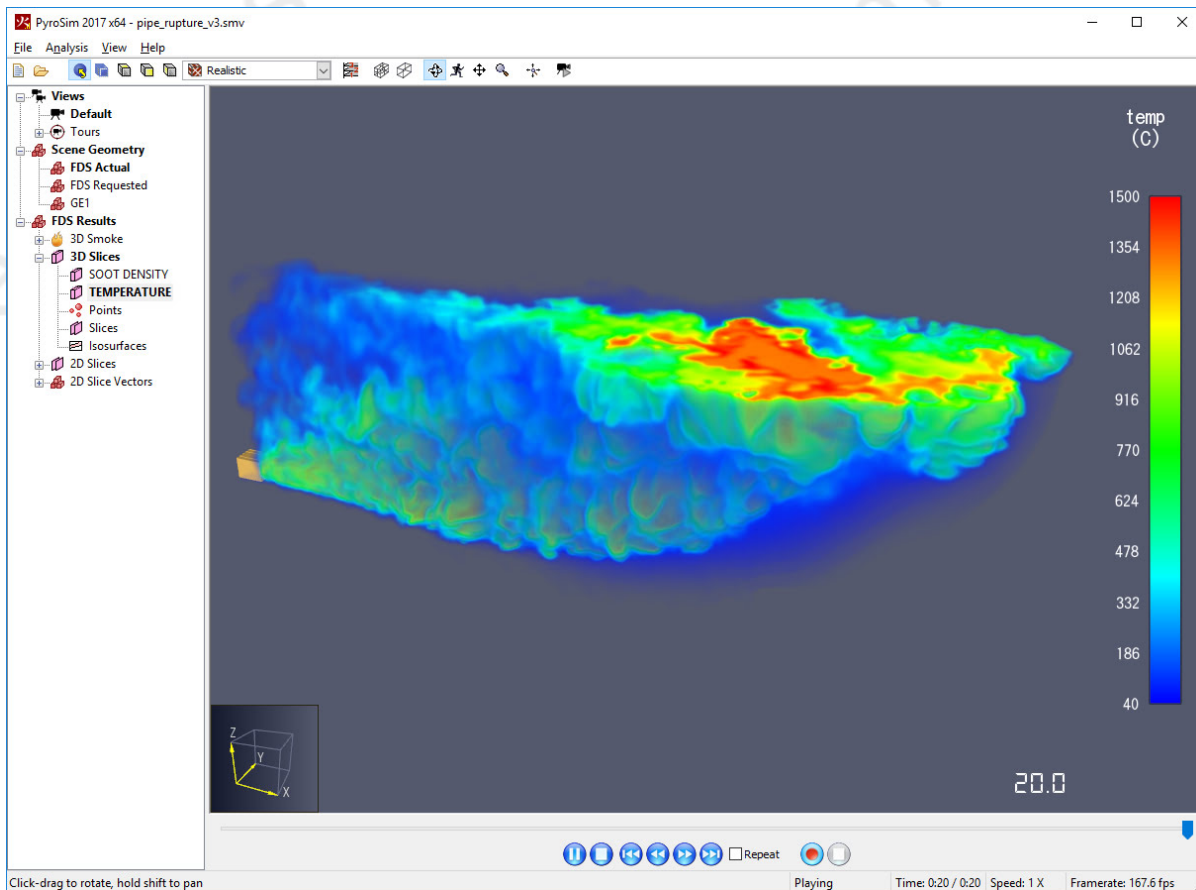 PyroSim 2017 x64 - pipe_rupture_v3.smv
File Analysis View Help
Realistic
Views
Default
Tours
Scene Geometry
FDS Actual
FDS Requested
GE1
FDS Results
3D Smoke
3D Slices
SOOT DENSITY
TEMPERATURE
Points
Slices
Isosurfaces
2D Slices
2D Slice Vectors
temp
(C)
1500
1354
1208
1062
916
770
624
478
332
186
40
Z
Y
X
20.0
Repeat
Click-drag to rotate, hold shift to pan
Playing
Time: 0:20 / 0:20
Speed: 1 X
Framerate: 167.6 fps